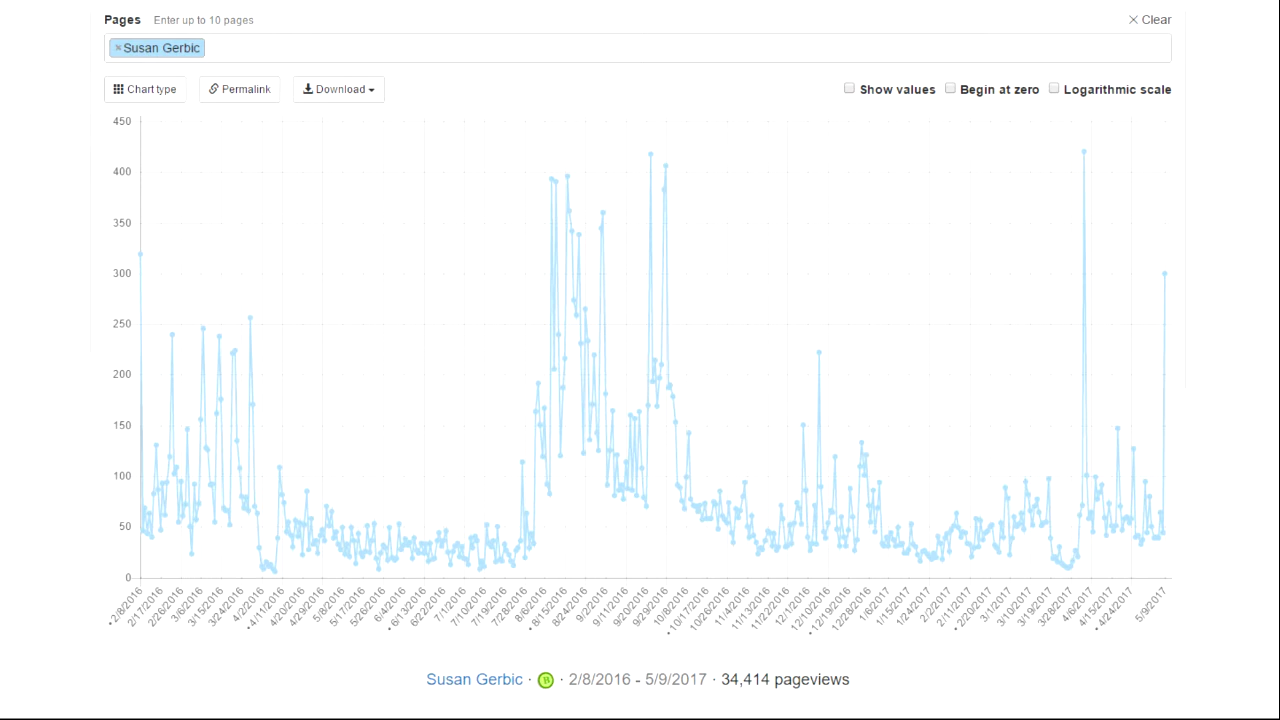 Pages Enter up to 10 pages × Clear
×Susan Gerbic
Chart type Permalink Download Show values Begin at zero Logarithmic scale
450
400
350
300
250
200
150
100
50
0
2/8/2016 2/17/2016 2/26/2016 3/6/2016 3/15/2016 3/24/2016 4/2/2016 4/11/2016 4/20/2016 4/29/2016 5/8/2016 5/17/2016 5/26/2016 6/4/2016 6/13/2016 6/22/2016 7/1/2016 7/10/2016 7/19/2016 7/28/2016 8/6/2016 8/15/2016 8/24/2016 9/2/2016 9/11/2016 9/20/2016 9/29/2016 10/8/2016 10/17/2016 10/26/2016 11/4/2016 11/13/2016 11/22/2016 12/1/2016 12/10/2016 12/19/2016 12/28/2016 1/6/2017 1/15/2017 1/24/2017 2/2/2017 2/11/2017 2/20/2017 3/1/2017 3/10/2017 3/19/2017 3/28/2017 4/6/2017 4/15/2017 4/24/2017 5/9/2017
Susan Gerbic · B · 2/8/2016 - 5/9/2017 · 34,414 pageviews